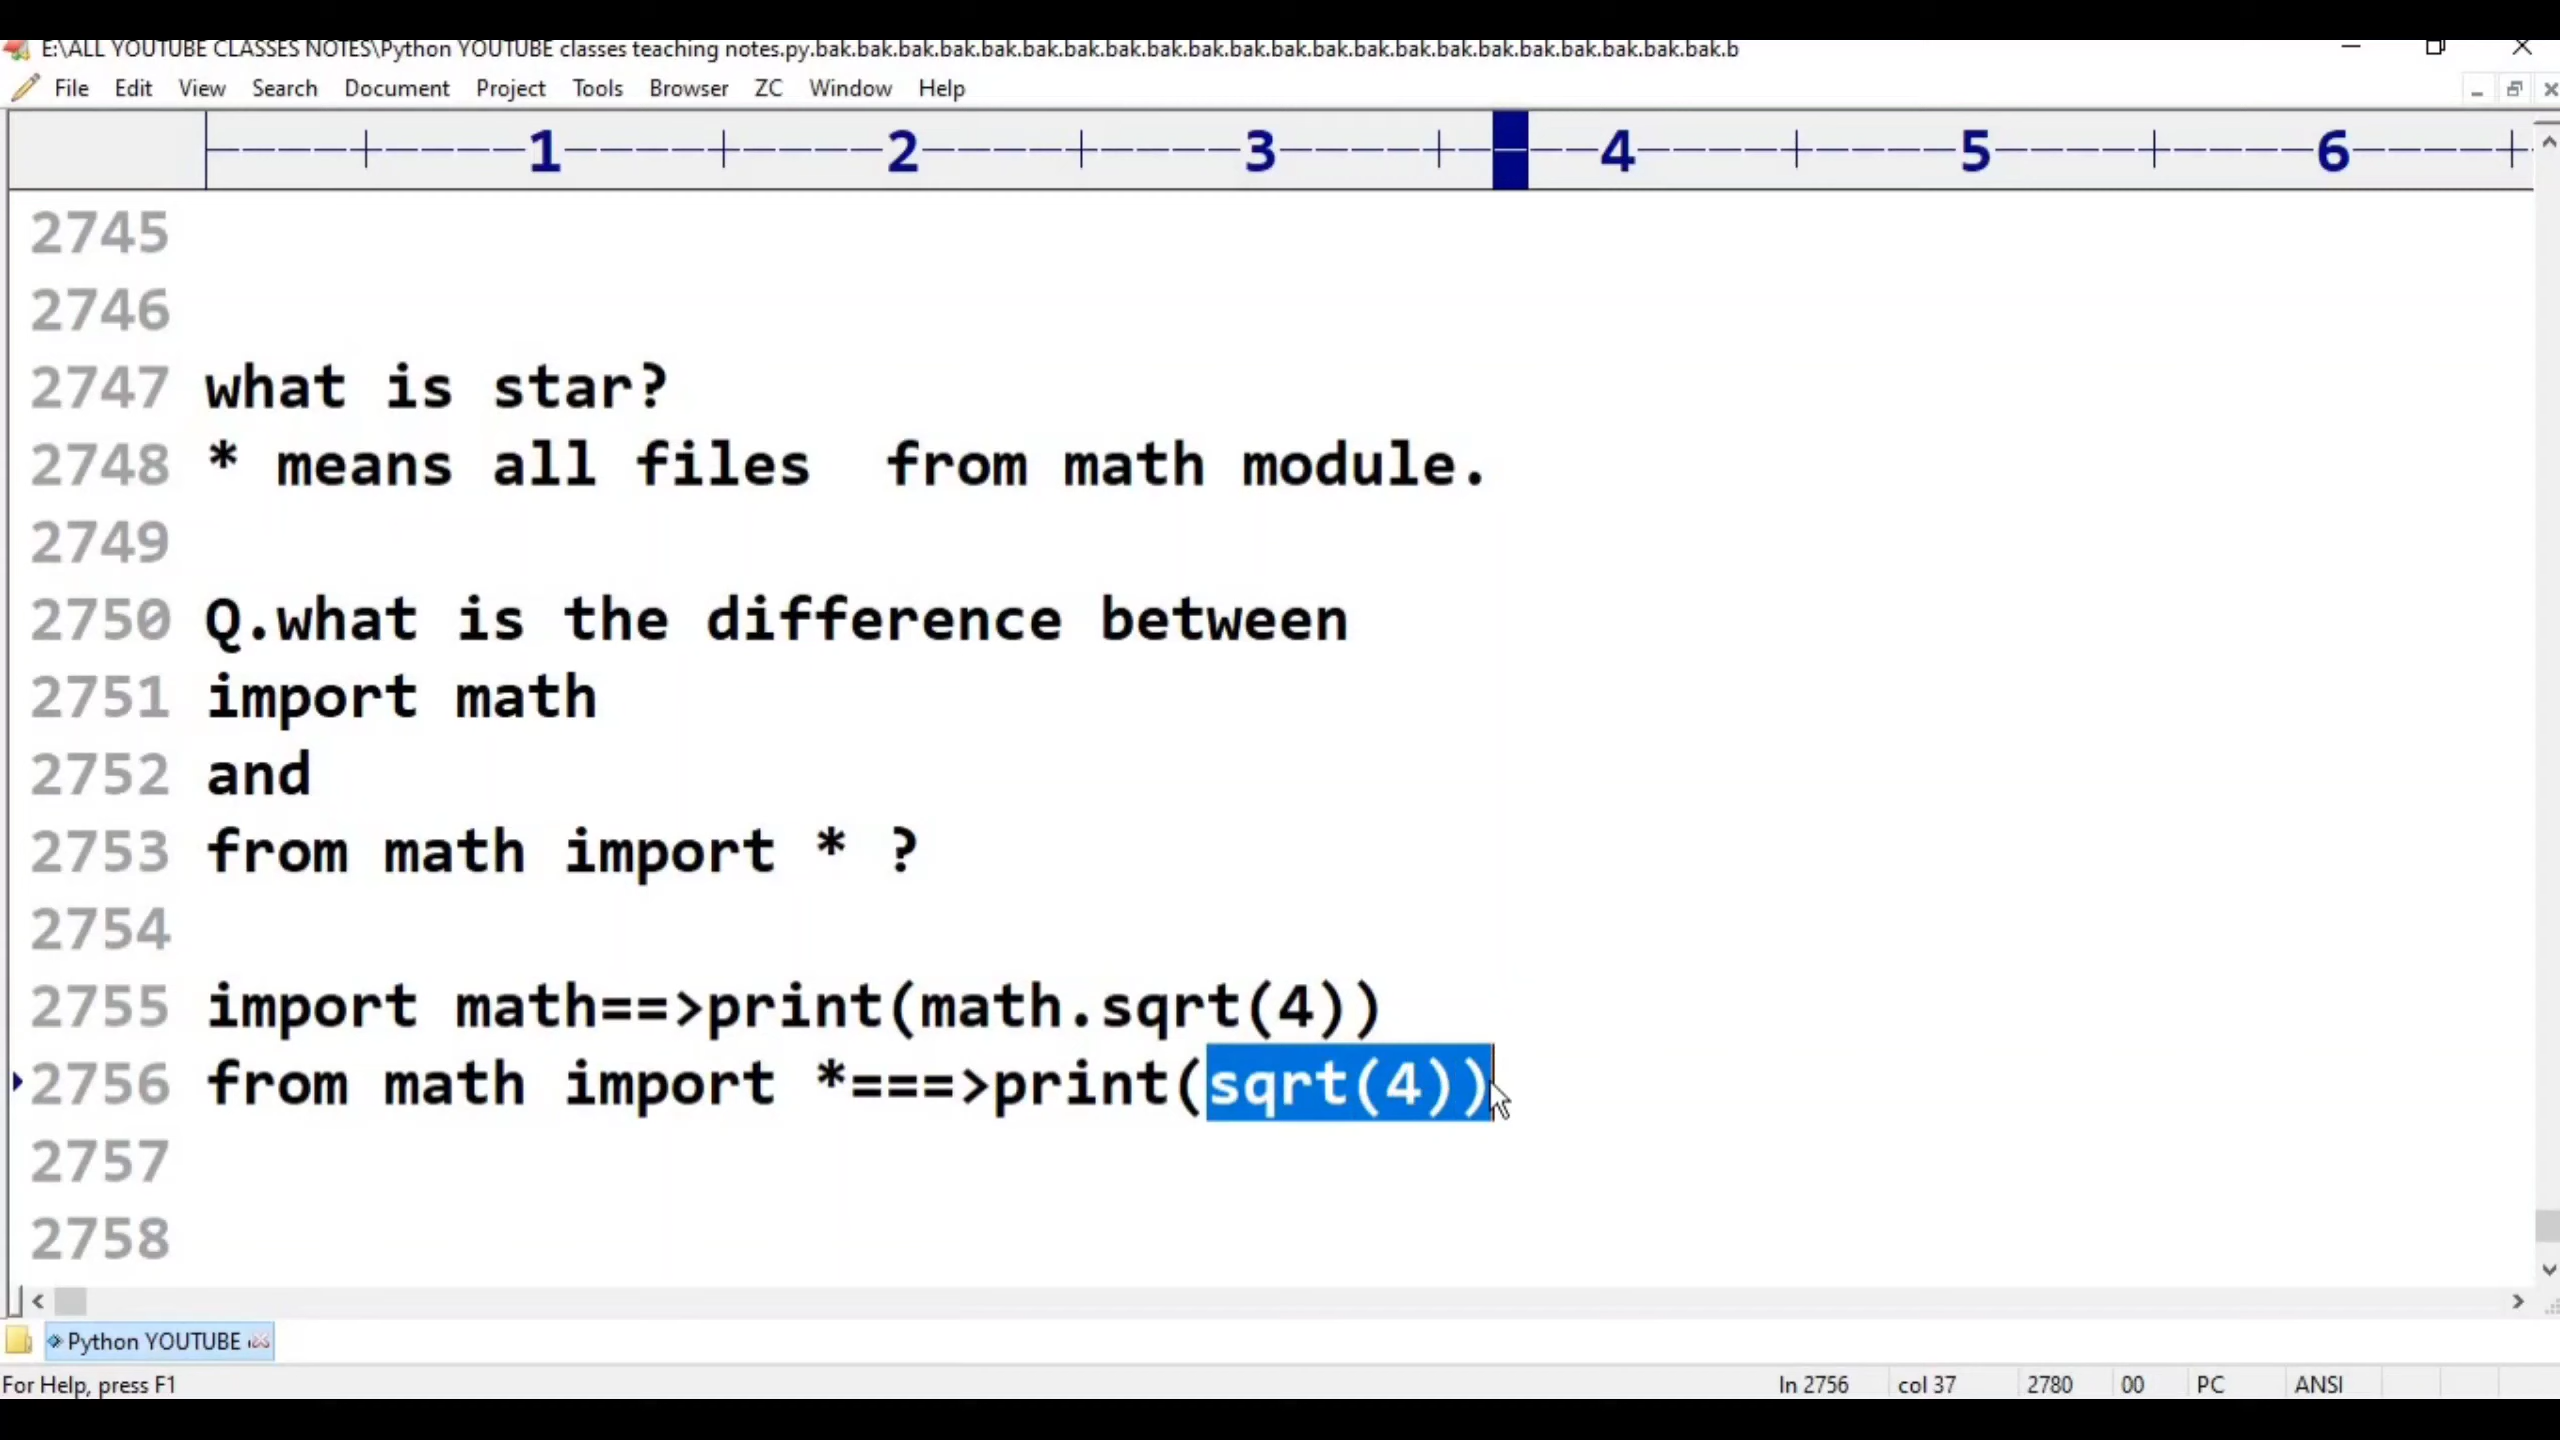 E:\ALL YOUTUBE CLASSES NOTES\Python YOUTUBE classes teaching notes.py.bak.bak.bak.bak.bak.bak.bak.bak.bak.bak.bak.bak.bak.bak.bak.bak.bak.bak.bak.bak.bak.bak.b
File Edit View Search Document Project Tools Browser ZC Window Help
----+----1----+----2----+----3----+----4----+----5----+----6----+
2745
2746
2747 what is star?
2748 * means all files  from math module.
2749
2750 Q.what is the difference between
2751 import math
2752 and
2753 from math import * ?
2754
2755 import math==>print(math.sqrt(4))
2756 from math import *===>print(sqrt(4))
2757
2758
Python YOUTUBE
For Help, press F1 ln 2756 col 37 2780 00 PC ANSI